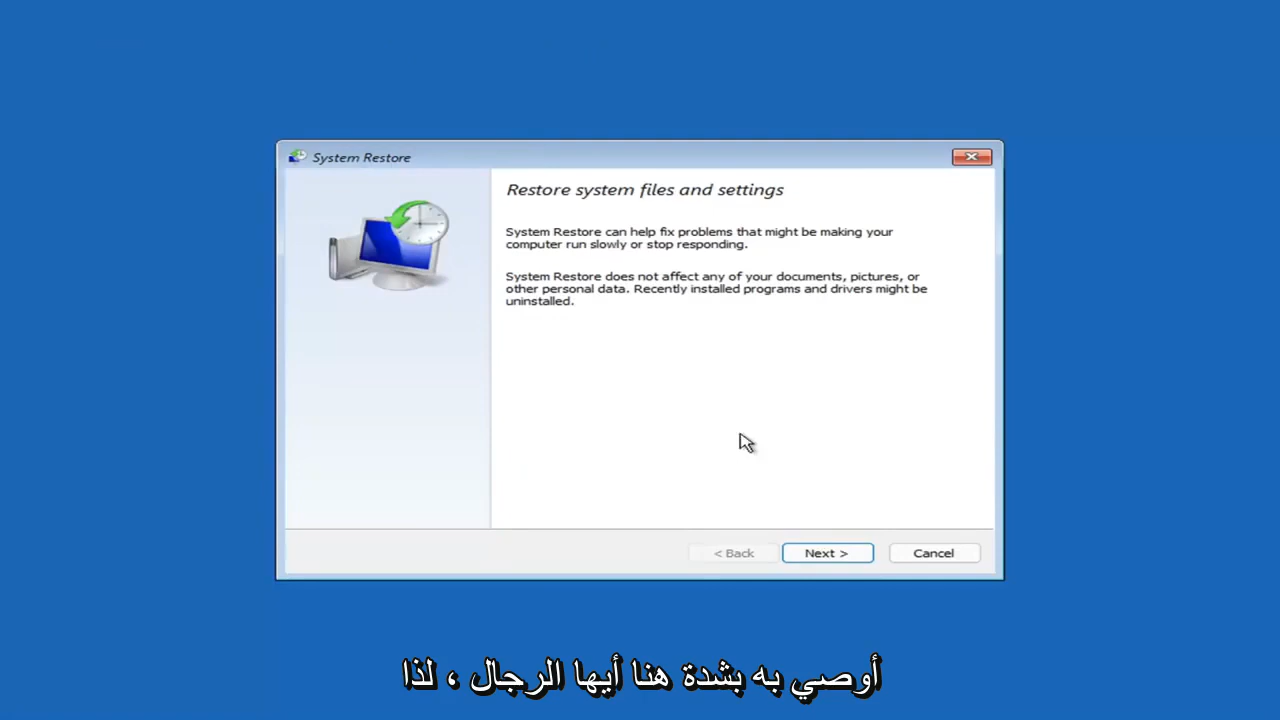 System Restore
Restore system files and settings
System Restore can help fix problems that might be making your
computer run slowly or stop responding.
System Restore does not affect any of your documents, pictures, or
other personal data. Recently installed programs and drivers might be
uninstalled.
< Back
Next >
Cancel
أوصي به بشدة هنا أيها الرجال ، لذا